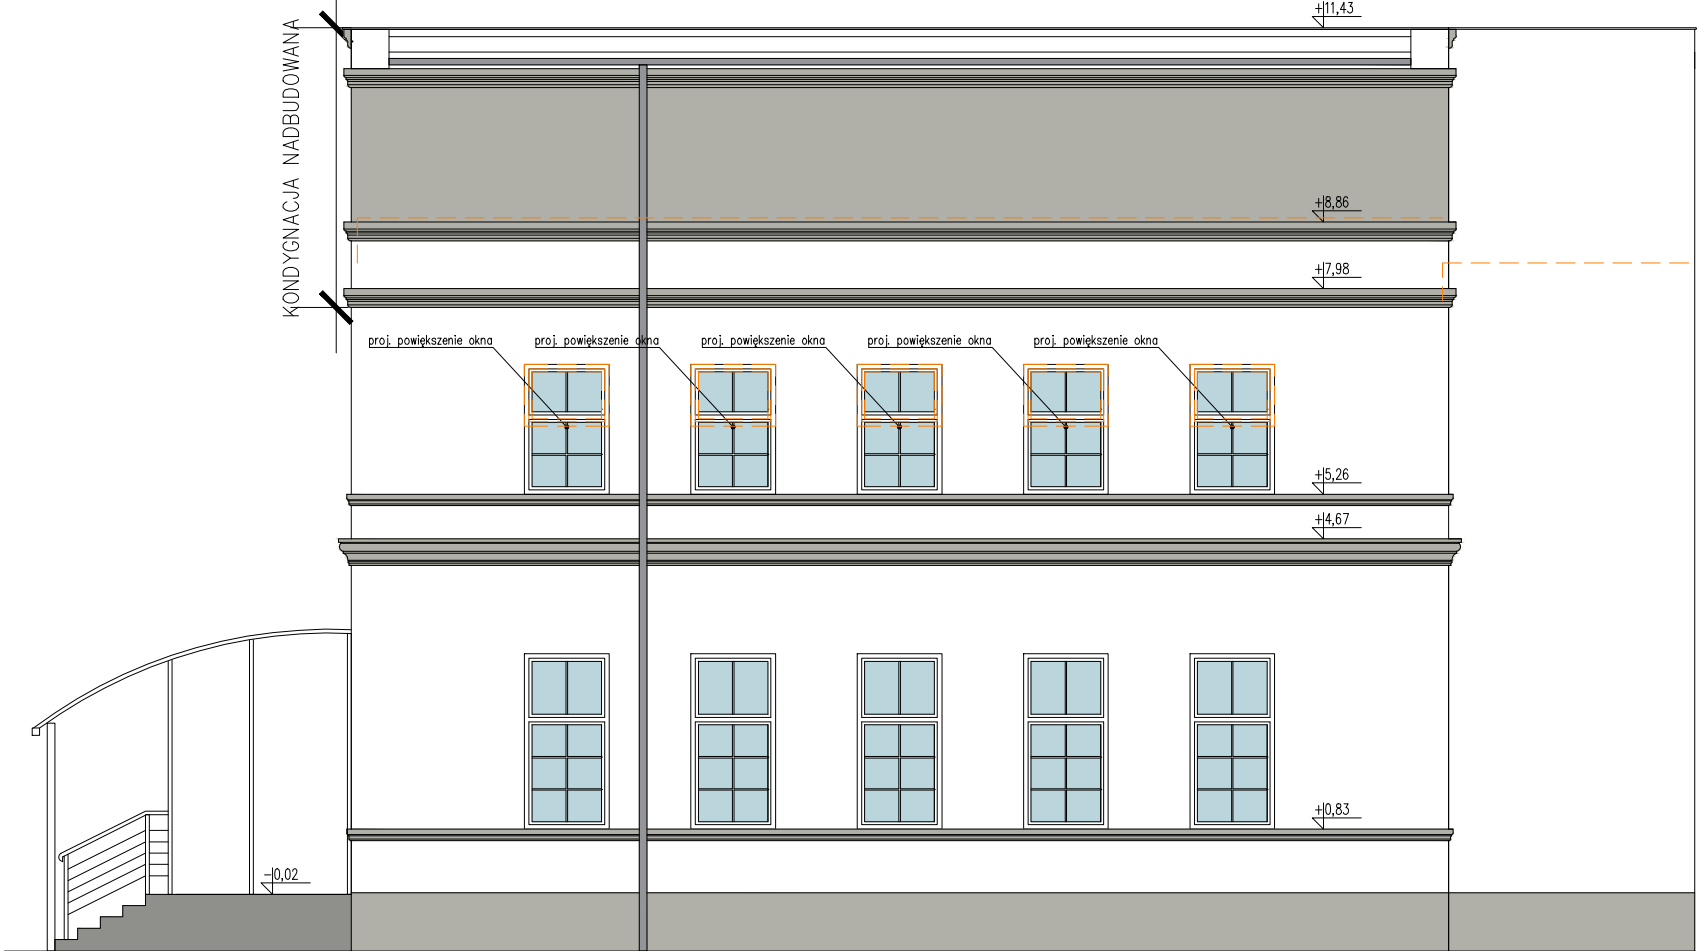 +11,43
KONDYGNACJA NADBUDOWANA
+8,86
+7,98
proj. powiększenie okna
proj. powiększenie okna
proj. powiększenie okna
proj. powiększenie okna
proj. powiększenie okna
+5,26
+4,67
+0,83
-0,02